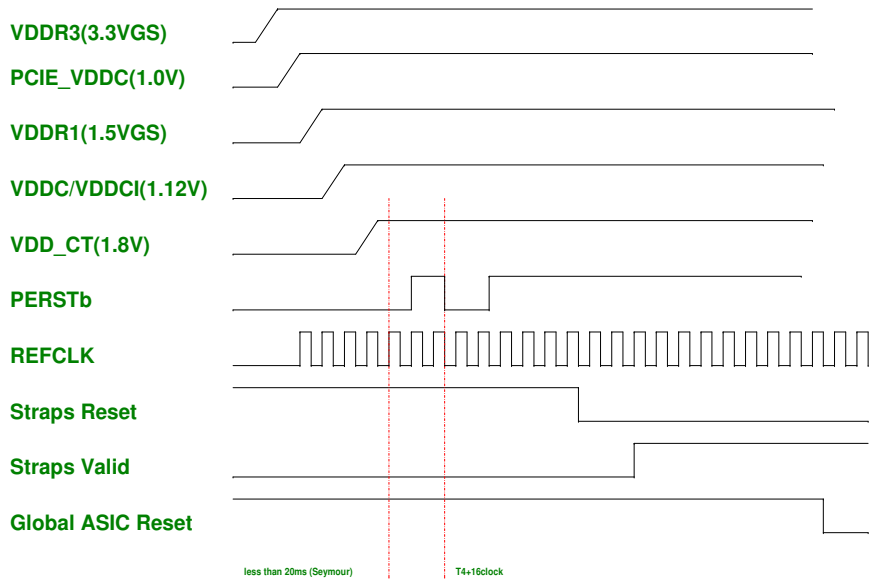 VDDR3(3.3VGS)
PCIE_VDDC(1.0V)
VDDR1(1.5VGS)
VDDC/VDDCI(1.12V)
VDD_CT(1.8V)
PERSTb
REFCLK
Straps Reset
Straps Valid
Global ASIC Reset
less than 20ms (Seymour) T4+16clock